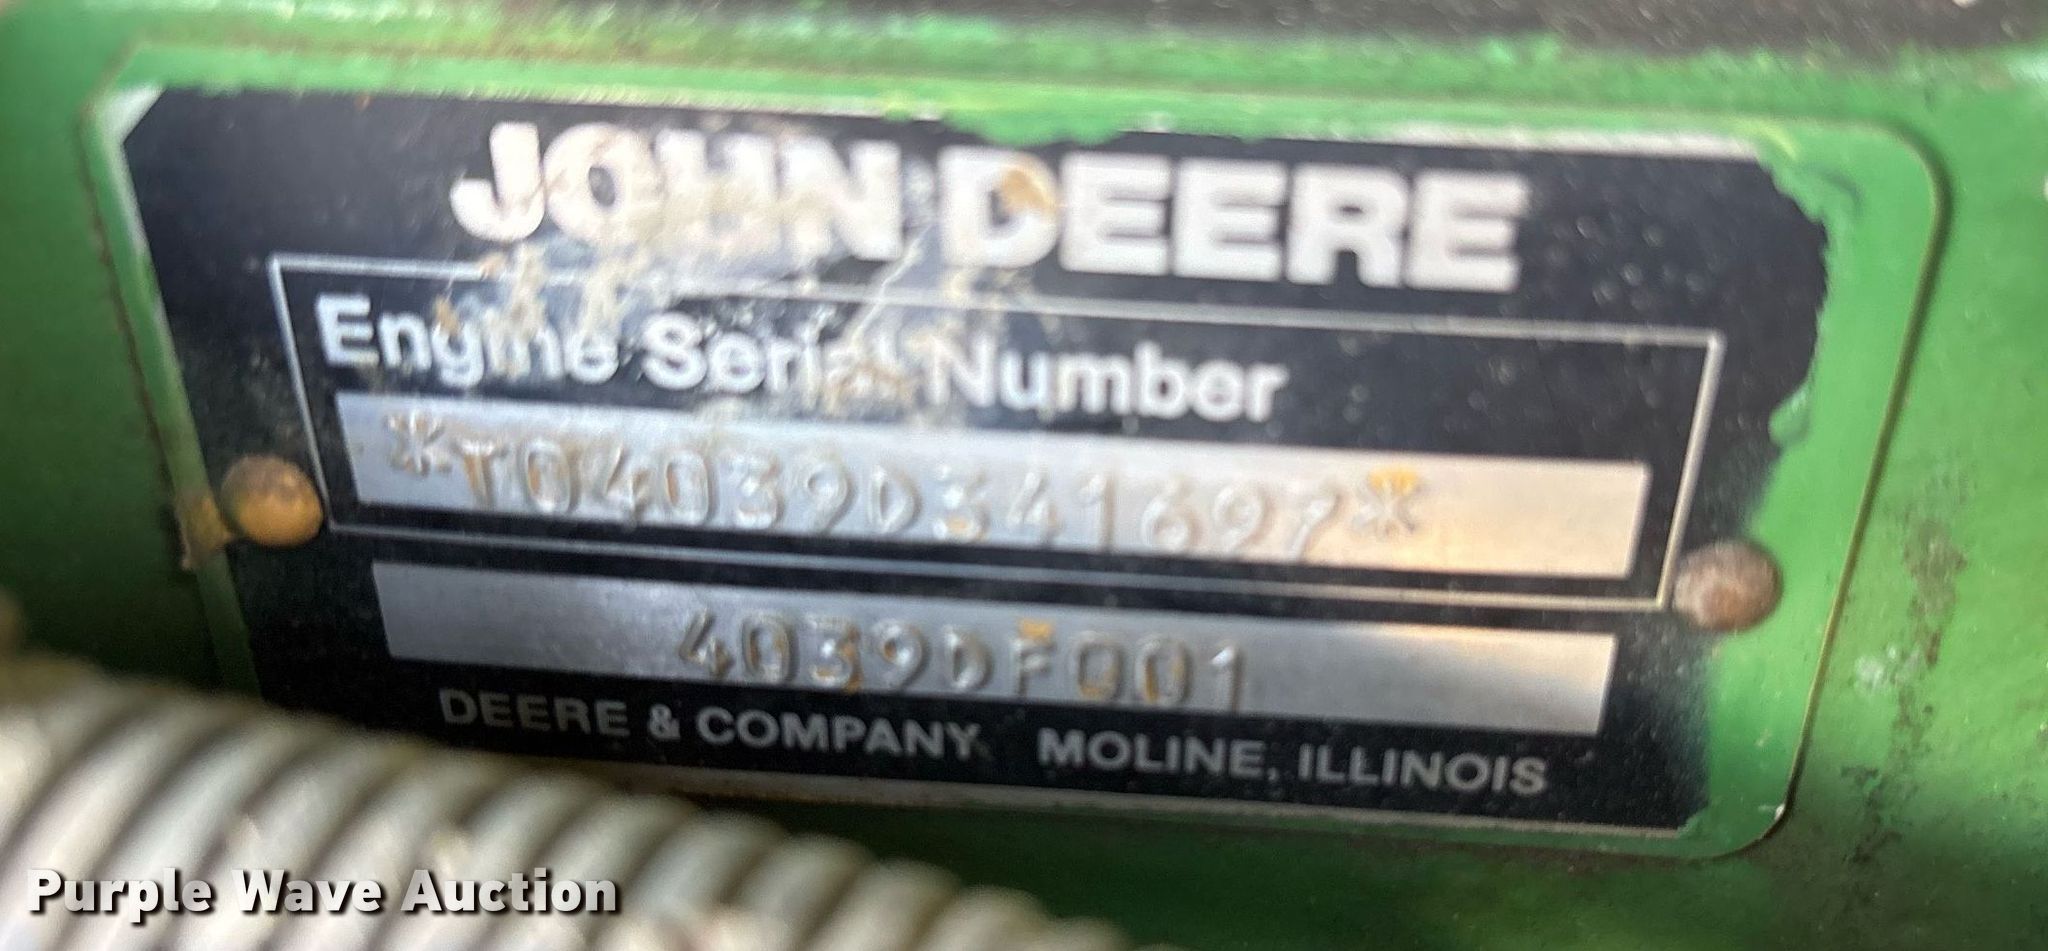 JOHN DEERE
Engine Serial Number
*T04039D341697*
4039DF001
DEERE & COMPANY MOLINE, ILLINOIS
Purple Wave Auction